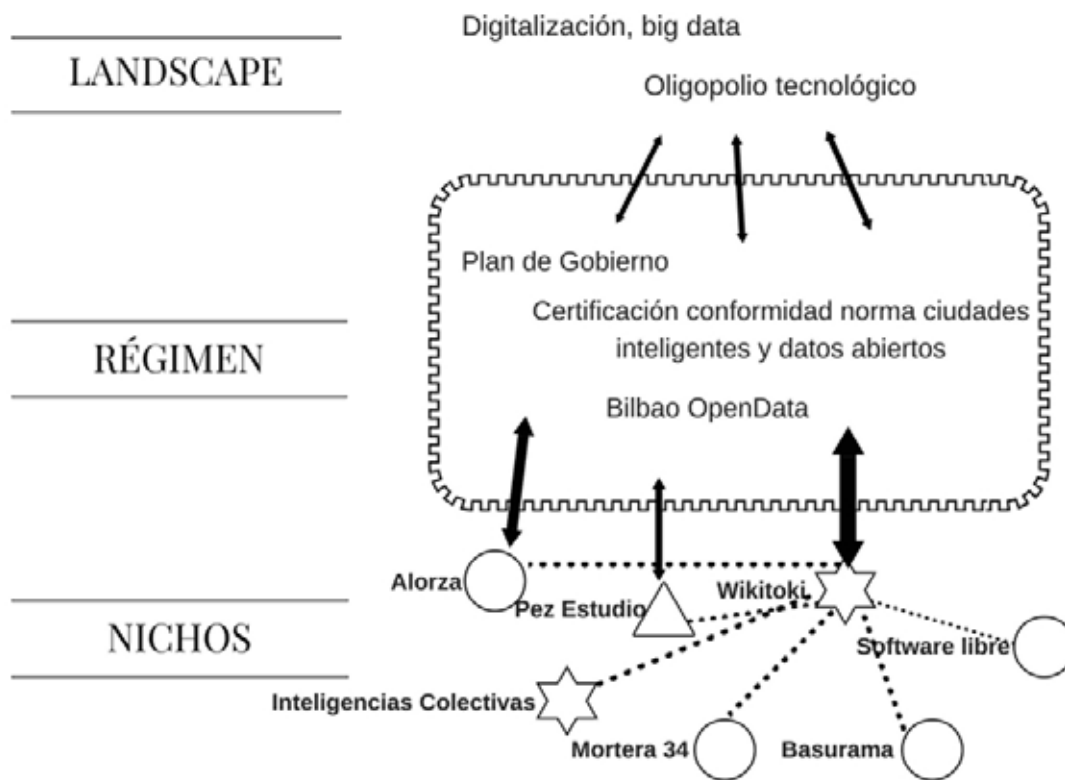 Digitalización, big data
LANDSCAPE
Oligopolio tecnológico
Plan de Gobierno
Certificación conformidad norma ciudades
inteligentes y datos abiertos
RÉGIMEN
Bilbao OpenData
Alorza
Pez Estudio
Wikitoki
NICHOS
Software libre
Inteligencias Colectivas
Mortera 34
Basurama